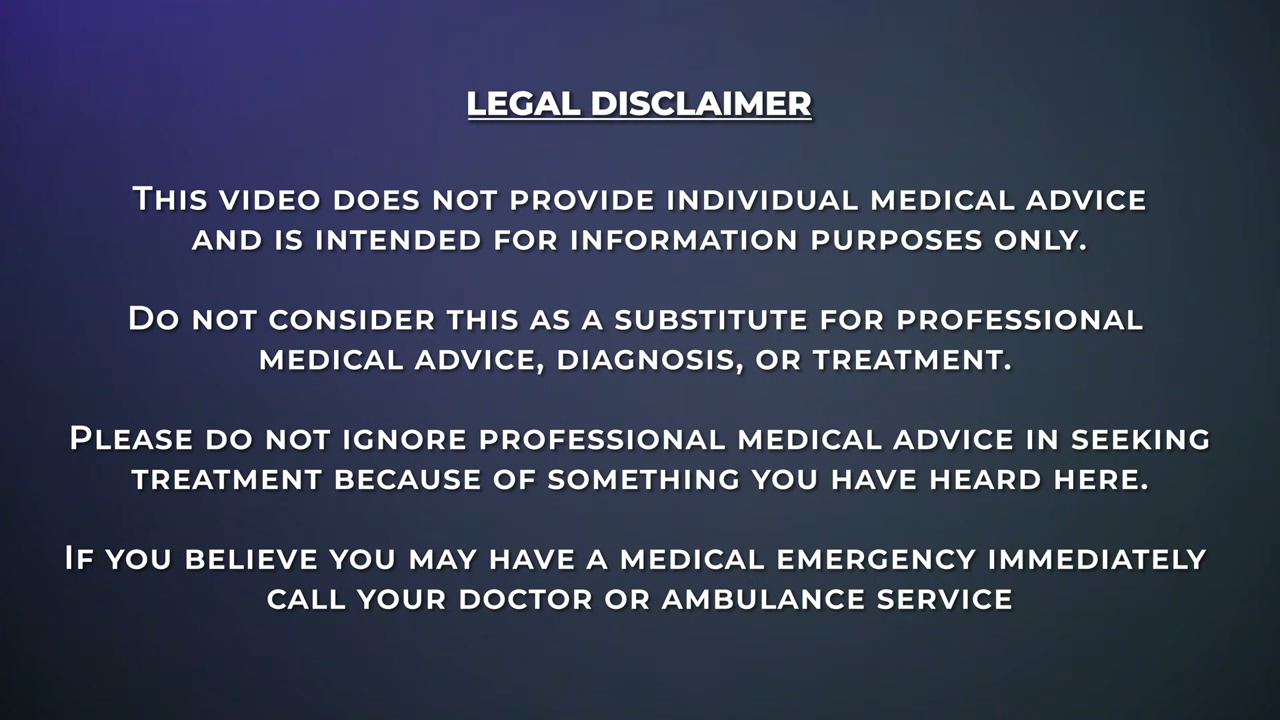 LEGAL DISCLAIMER
THIS VIDEO DOES NOT PROVIDE INDIVIDUAL MEDICAL ADVICE
AND IS INTENDED FOR INFORMATION PURPOSES ONLY.
DO NOT CONSIDER THIS AS A SUBSTITUTE FOR PROFESSIONAL
MEDICAL ADVICE, DIAGNOSIS, OR TREATMENT.
PLEASE DO NOT IGNORE PROFESSIONAL MEDICAL ADVICE IN SEEKING
TREATMENT BECAUSE OF SOMETHING YOU HAVE HEARD HERE.
IF YOU BELIEVE YOU MAY HAVE A MEDICAL EMERGENCY IMMEDIATELY
CALL YOUR DOCTOR OR AMBULANCE SERVICE